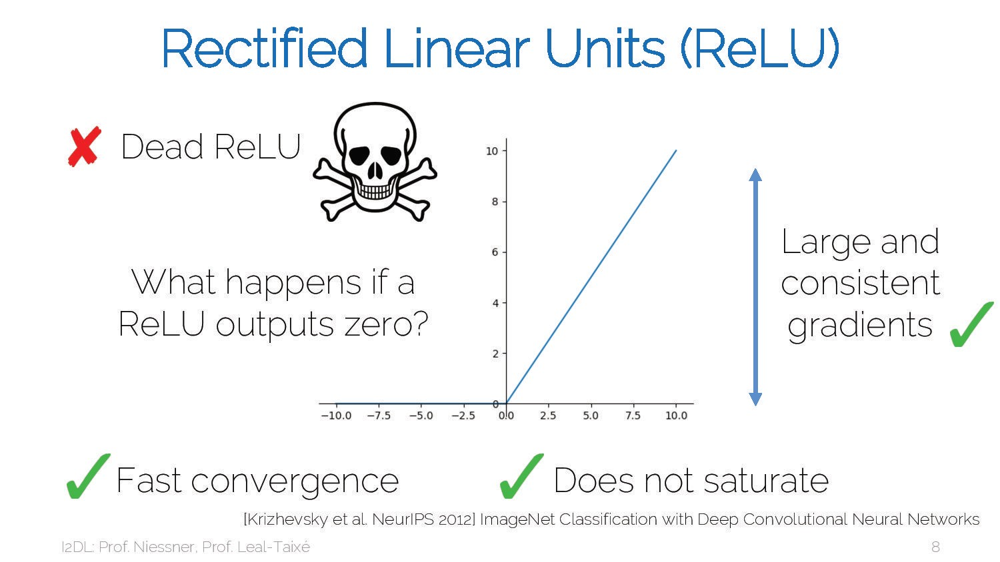 Rectified Linear Units (ReLU)
✘ Dead ReLU
What happens if a
ReLU outputs zero?
10
8
6
4
2
0
−10.0 −7.5 −5.0 −2.5 0.0 2.5 5.0 7.5 10.0
Large and
consistent
gradients ✓
✓ Fast convergence
✓ Does not saturate
[Krizhevsky et al. NeurIPS 2012] ImageNet Classification with Deep Convolutional Neural Networks
I2DL: Prof. Niessner, Prof. Leal-Taixé
8